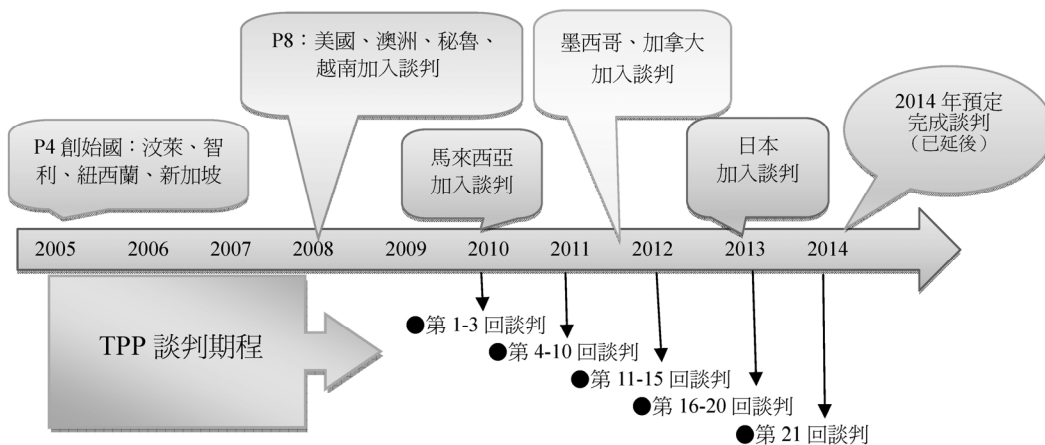 P8：美國、澳洲、秘魯、
越南加入談判
墨西哥、加拿大
加入談判
2014 年預定
完成談判
（已延後）
P4 創始國：汶萊、智
利、紐西蘭、新加坡
馬來西亞
加入談判
日本
加入談判
2005 2006 2007 2008 2009 2010 2011 2012 2013 2014
TPP 談判期程
●第 1-3 回談判
●第 4-10 回談判
●第 11-15 回談判
●第 16-20 回談判
●第 21 回談判